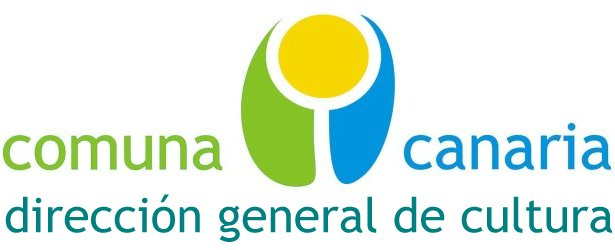 comuna canaria
dirección general de cultura